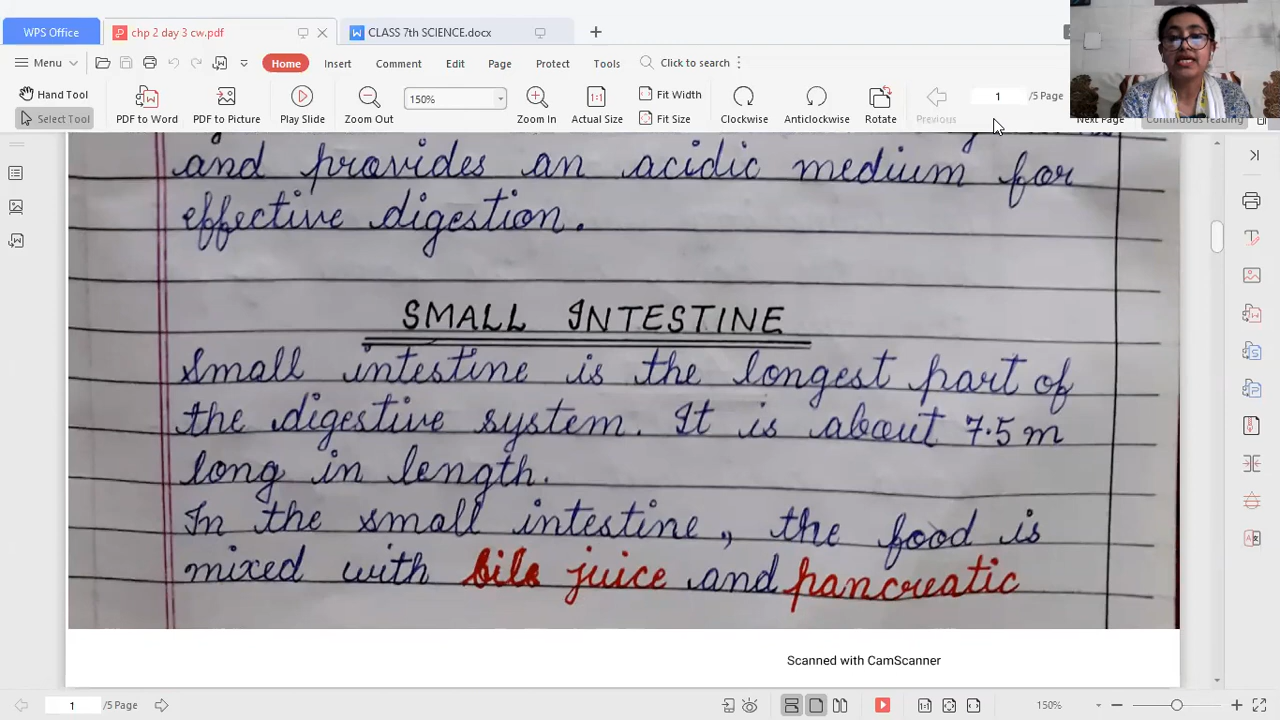 WPS Office
chp 2 day 3 cw.pdf
CLASS 7th SCIENCE.docx
Menu
Home
Insert
Comment
Edit
Page
Protect
Tools
Click to search
Hand Tool
Select Tool
PDF to Word
PDF to Picture
Play Slide
Zoom Out
150%
Zoom In
Actual Size
Fit Width
Fit Size
Clockwise
Anticlockwise
Rotate
Previous
1 /5 Page
Next Page
Continuous reading
and provides an acidic medium for
effective digestion.
SMALL INTESTINE
Small intestine is the longest part of
the digestive system. It is about 7.5 m
long in length.
In the small intestine, the food is
mixed with bile juice and pancreatic
Scanned with CamScanner
1 /5 Page
150%